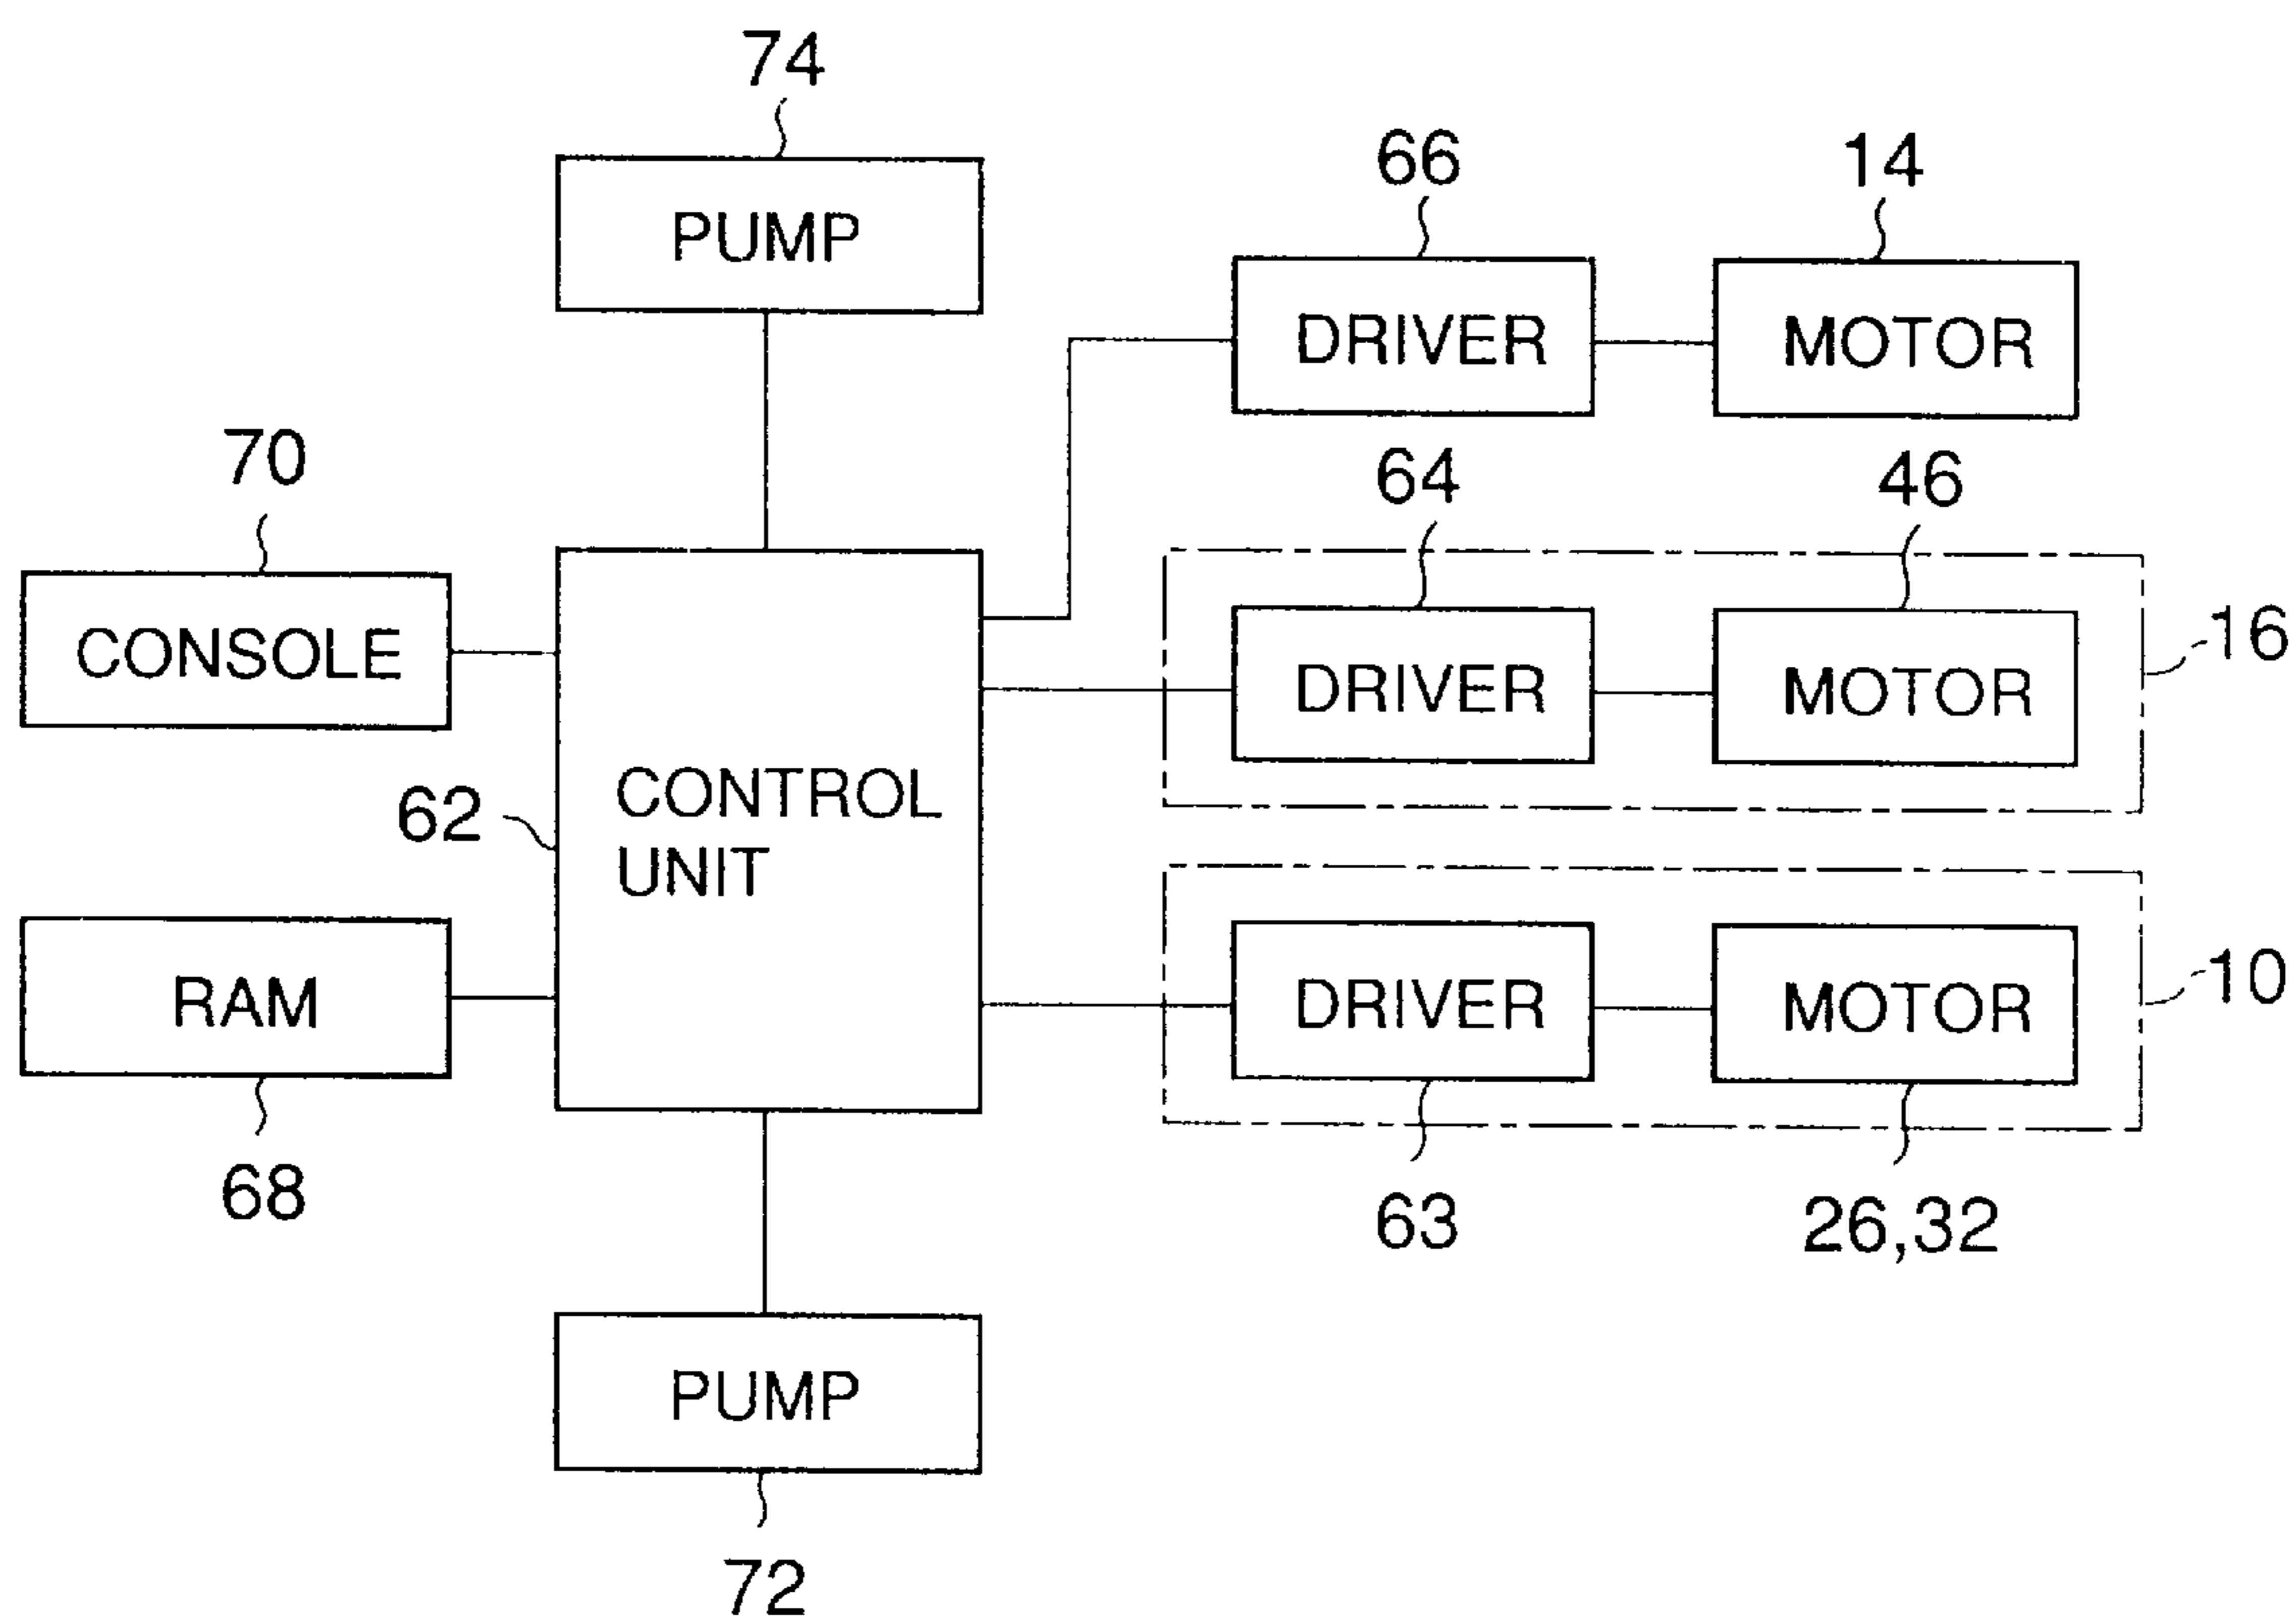 74
PUMP
66
14
DRIVER
MOTOR
70
64
46
CONSOLE
DRIVER
MOTOR
16
62
CONTROL
UNIT
RAM
DRIVER
MOTOR
10
68
63
26,32
PUMP
72